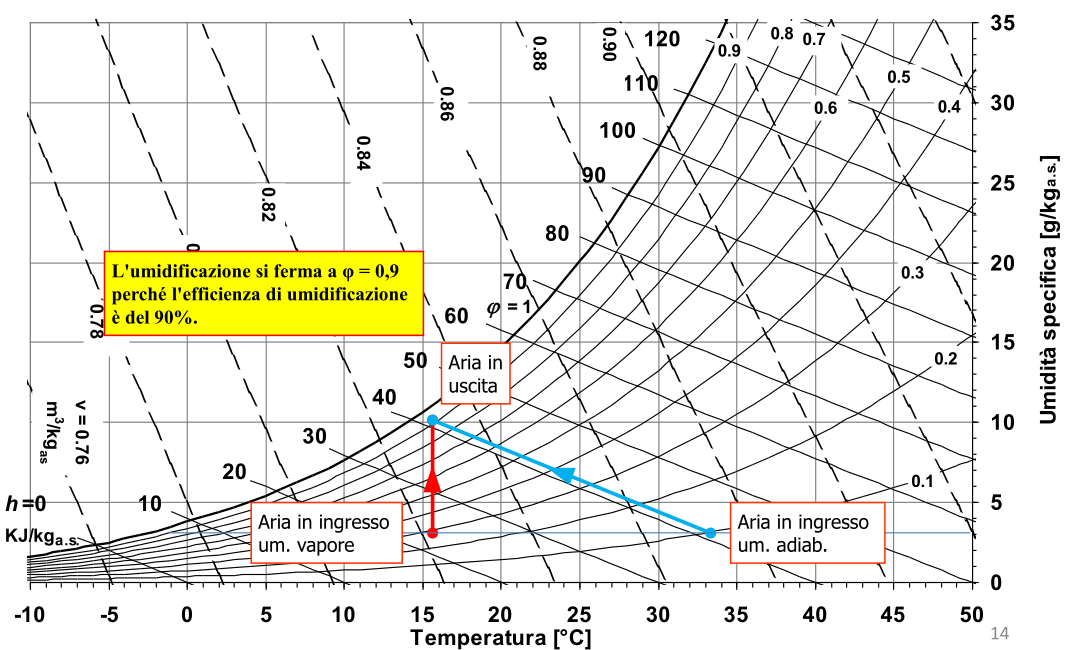 35
30
25
20
15
10
5
0
Umidità specifica [g/kga.s.]
0.90
0.88
0.86
0.84
0.82
0
0.78
v = 0.76
m³/kgas
120
110
100
90
80
70
60
50
40
30
20
10
h =0
KJ/kga.s.
φ = 1
0.9
0.8
0.7
0.6
0.5
0.4
0.3
0.2
0.1
L'umidificazione si ferma a φ = 0,9
perché l'efficienza di umidificazione
è del 90%.
Aria in
uscita
Aria in ingresso
um. vapore
Aria in ingresso
um. adiab.
-10 -5 0 5 10 15 20 25 30 35 40 45 50
Temperatura [°C]
14